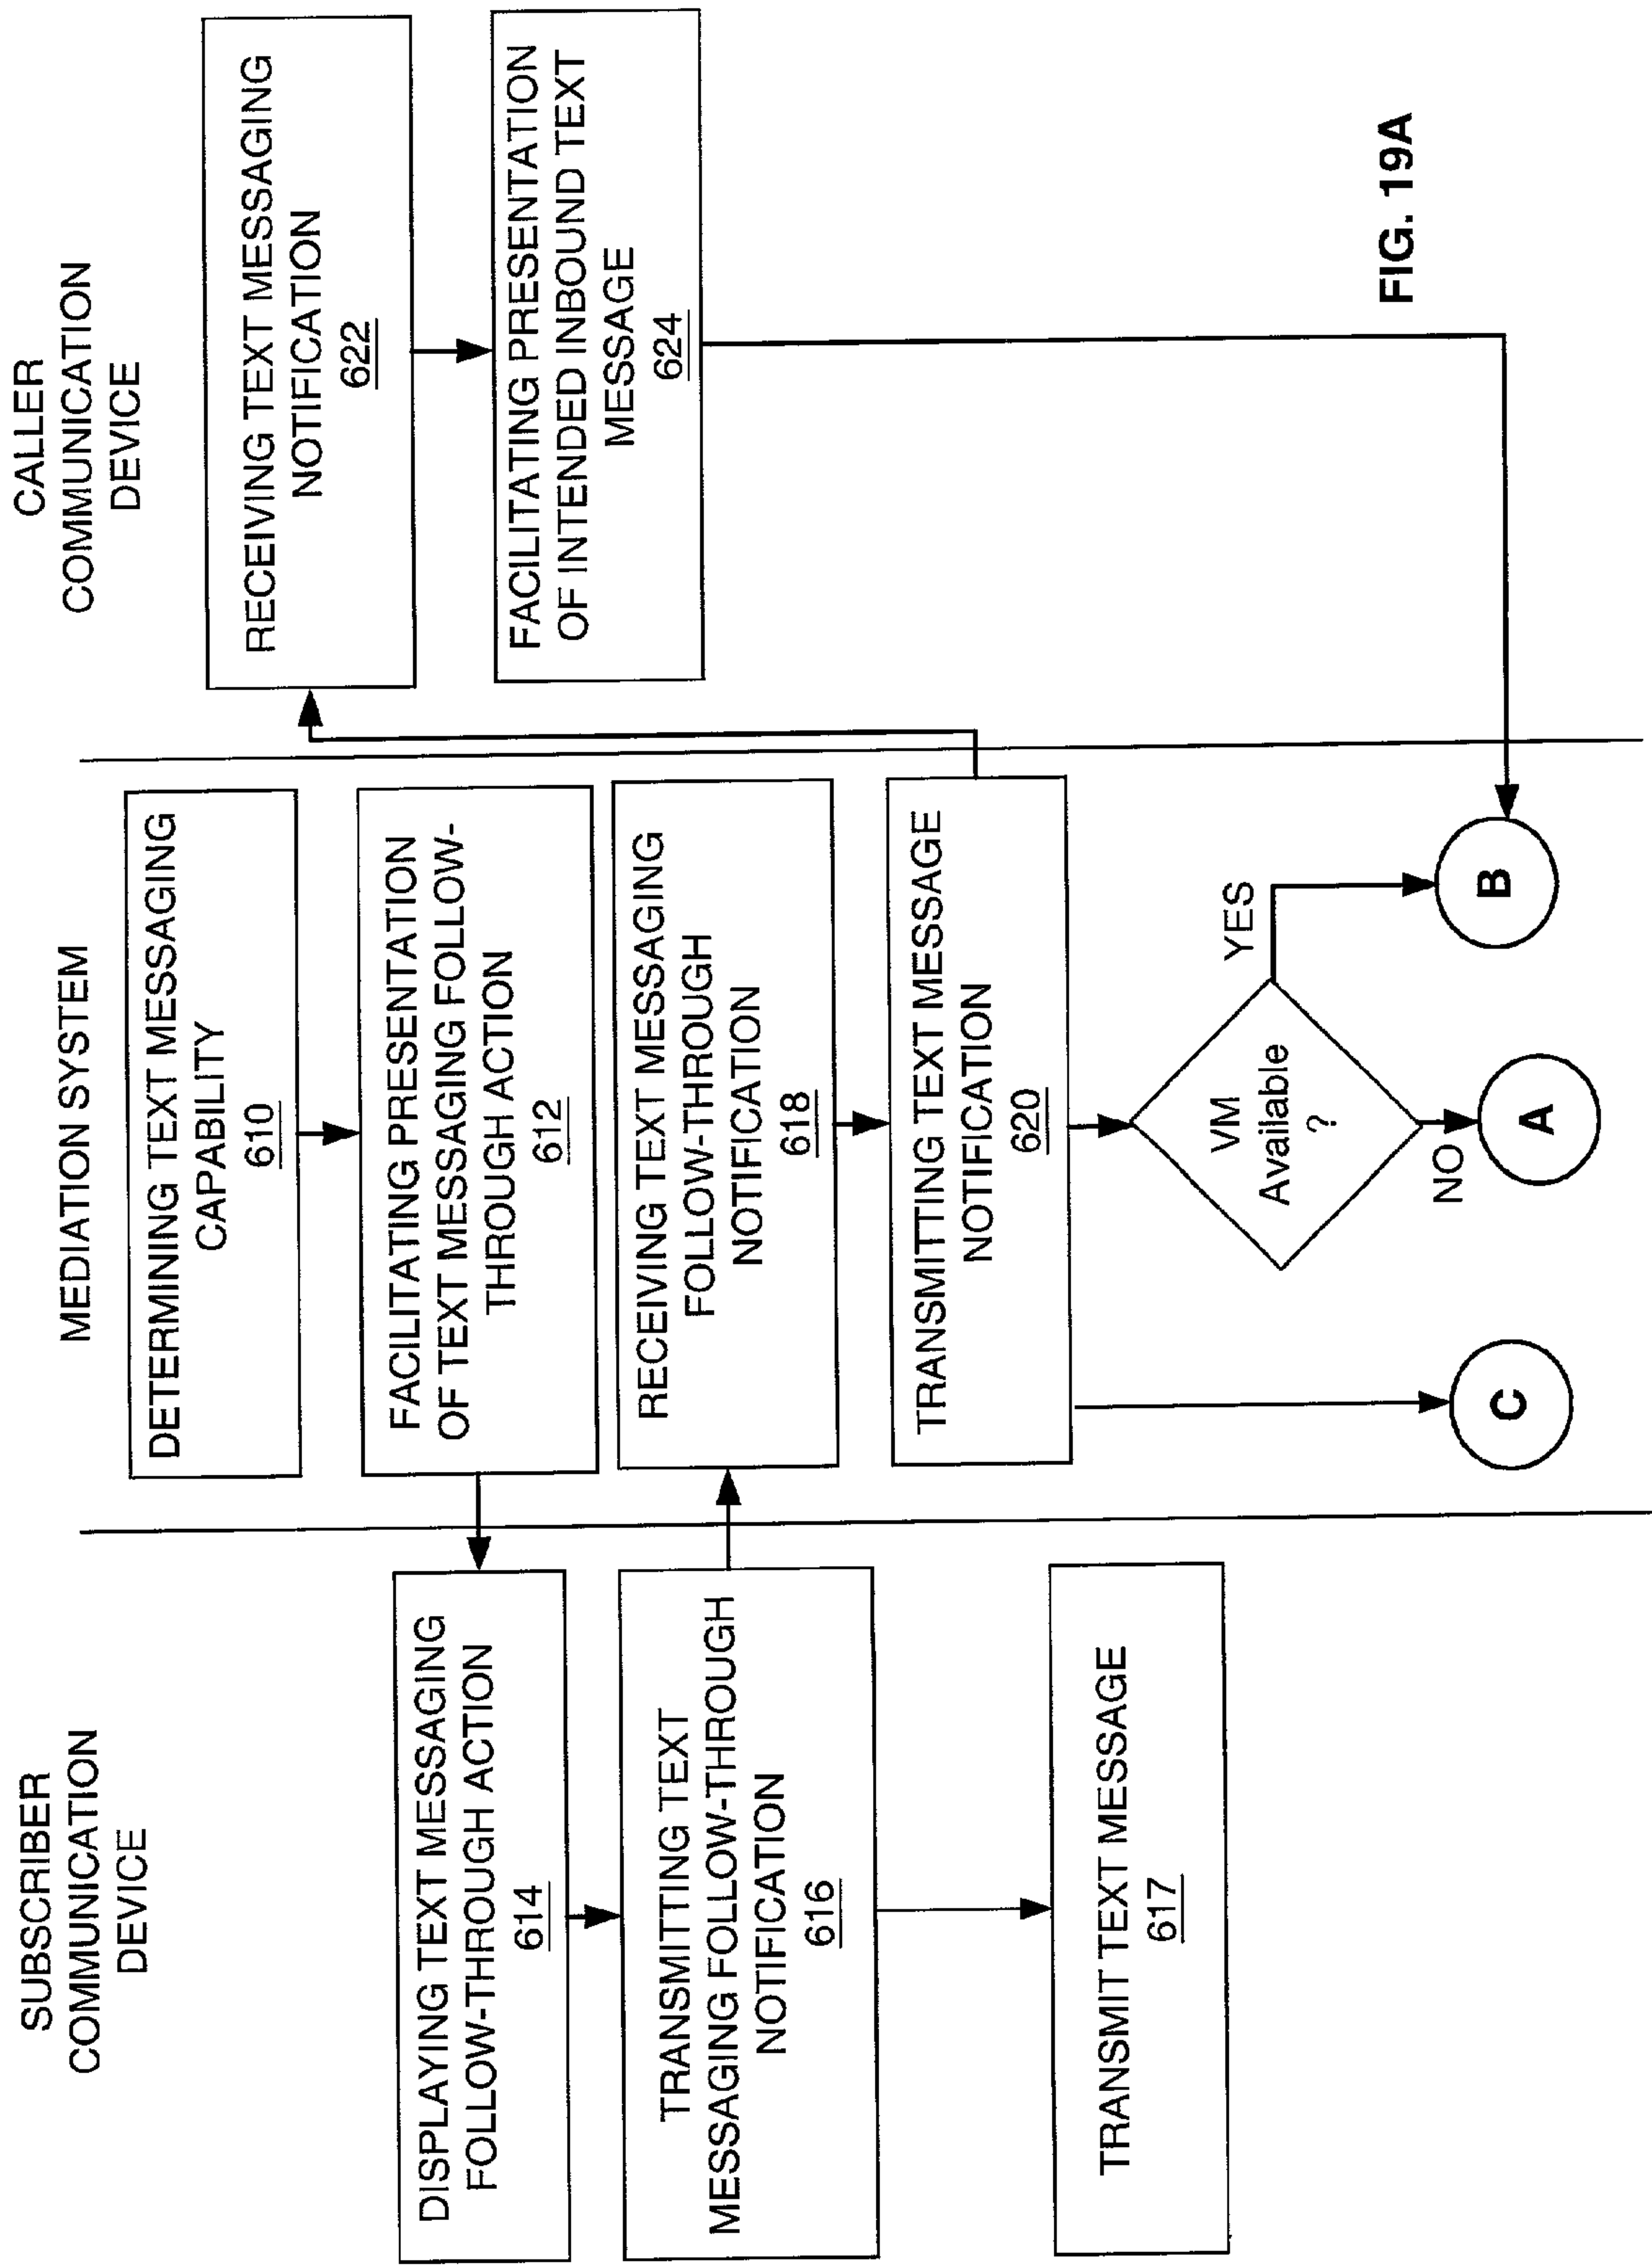 SUBSCRIBER
COMMUNICATION
DEVICE
DISPLAYING TEXT MESSAGING
FOLLOW-THROUGH ACTION
614
TRANSMITTING TEXT
MESSAGING FOLLOW-THROUGH
NOTIFICATION
616
TRANSMIT TEXT MESSAGE
617
MEDIATION SYSTEM
DETERMINING TEXT MESSAGING
CAPABILITY
610
FACILITATING PRESENTATION
OF TEXT MESSAGING FOLLOW-
THROUGH ACTION
612
RECEIVING TEXT MESSAGING
FOLLOW-THROUGH
NOTIFICATION
618
TRANSMITTING TEXT MESSAGE
NOTIFICATION
620
VM
Available
?
YES
NO
C
A
B
CALLER
COMMUNICATION
DEVICE
RECEIVING TEXT MESSAGING
NOTIFICATION
622
FACILITATING PRESENTATION
OF INTENDED INBOUND TEXT
MESSAGE
624
FIG. 19A